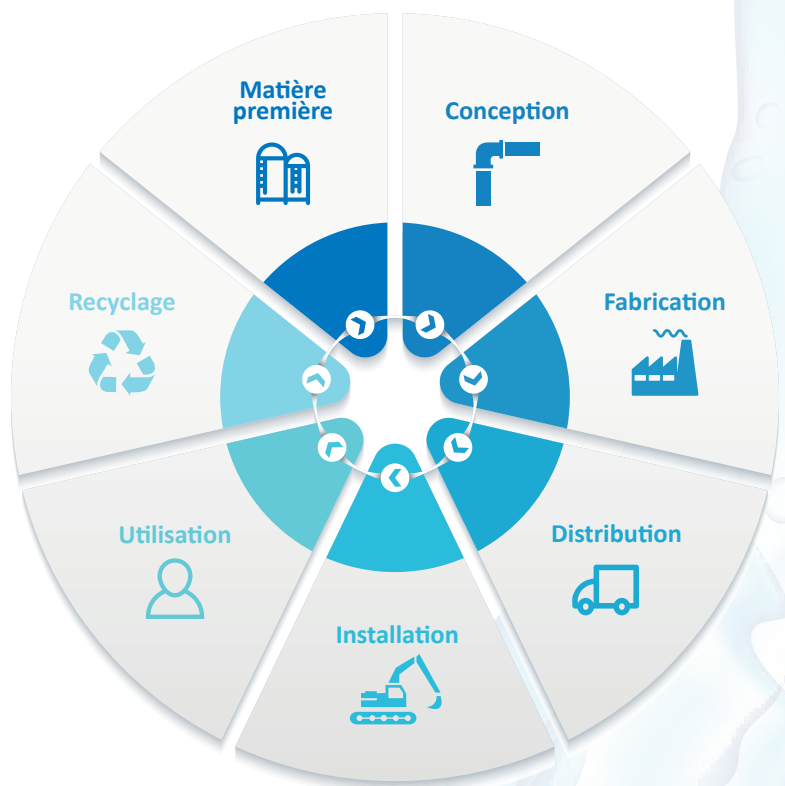 Matière
première
Conception
Fabrication
Distribution
Installation
Utilisation
Recyclage